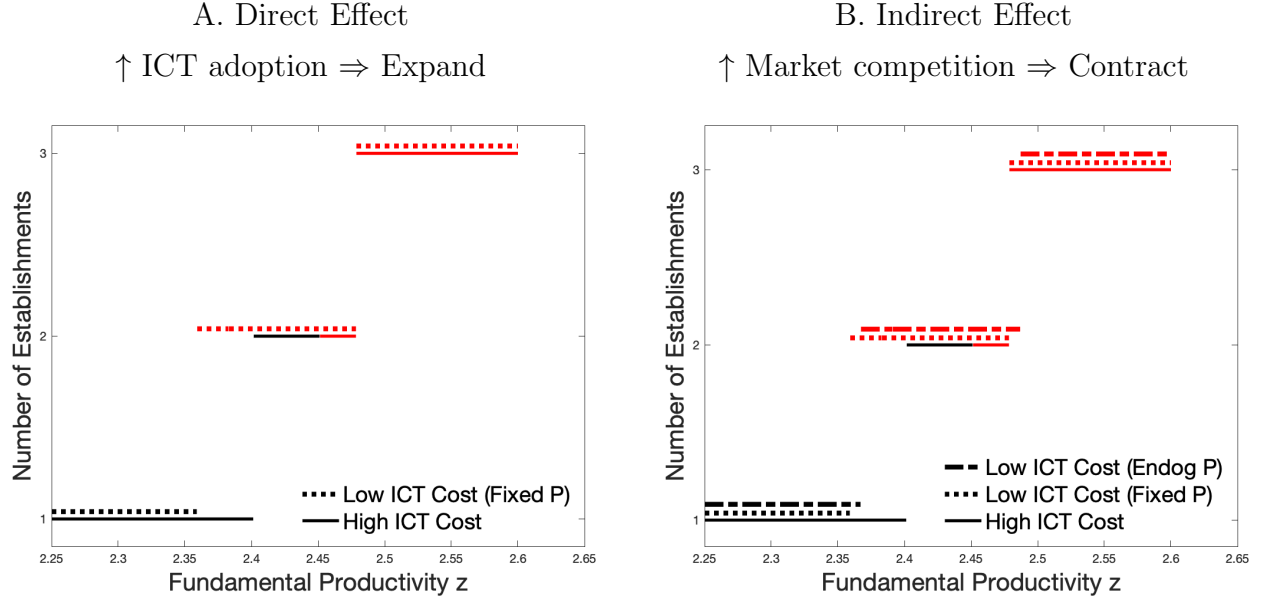 A. Direct Effect
↑ ICT adoption ⇒ Expand
3
2
1
Number of Establishments
Low ICT Cost (Fixed P)
High ICT Cost
2.25 2.3 2.35 2.4 2.45 2.5 2.55 2.6 2.65
Fundamental Productivity z
B. Indirect Effect
↑ Market competition ⇒ Contract
3
2
1
Number of Establishments
Low ICT Cost (Endog P)
Low ICT Cost (Fixed P)
High ICT Cost
2.25 2.3 2.35 2.4 2.45 2.5 2.55 2.6 2.65
Fundamental Productivity z